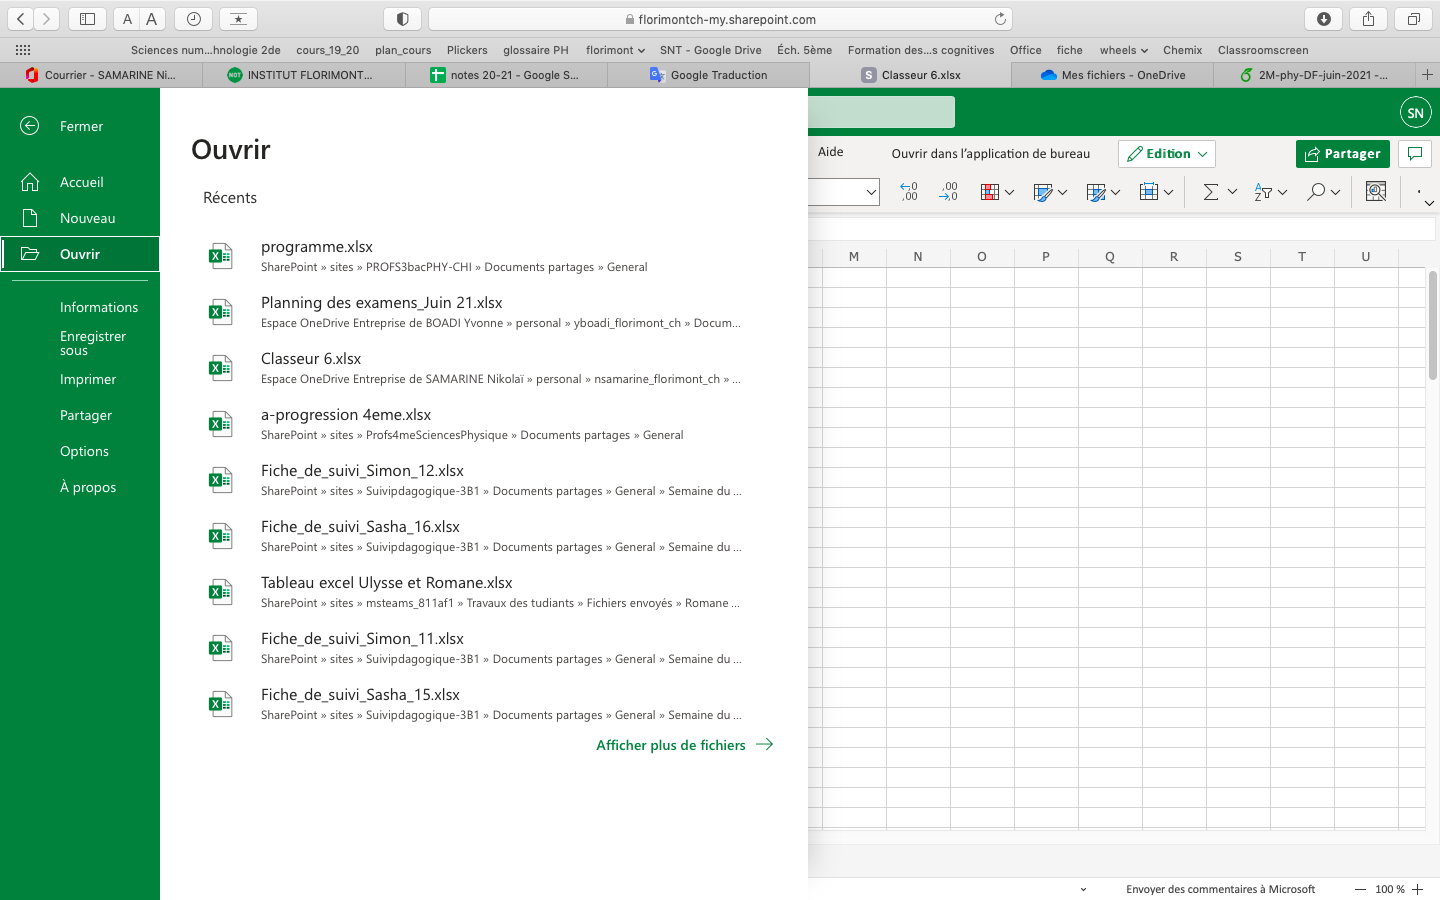 A A
florimontch-my.sharepoint.com
Sciences num...hnologie 2de cours_19_20 plan_cours Plickers glossaire PH florimont SNT - Google Drive Éch. 5ème Formation des...s cognitives Office fiche wheels Chemix Classroomscreen
Courrier - SAMARINE Ni... INSTITUT FLORIMONT... notes 20-21 - Google S... Google Traduction S Classeur 6.xlsx Mes fichiers - OneDrive 2M-phy-DF-juin-2021 -...
Fermer
SN
Ouvrir
Aide Ouvrir dans l'application de bureau Edition Partager
Accueil
Récents
Nouveau
Ouvrir
programme.xlsx
SharePoint » sites » PROFS3bacPHY-CHI » Documents partages » General
M N O P Q R S T U
Informations
Planning des examens_Juin 21.xlsx
Espace OneDrive Entreprise de BOADI Yvonne » personal » yboadi_florimont_ch » Docum...
Enregistrer
sous
Classeur 6.xlsx
Espace OneDrive Entreprise de SAMARINE Nikolaï » personal » nsamarine_florimont_ch » ...
Imprimer
a-progression 4eme.xlsx
SharePoint » sites » Profs4meSciencesPhysique » Documents partages » General
Partager
Options
Fiche_de_suivi_Simon_12.xlsx
SharePoint » sites » Suivipdagogique-3B1 » Documents partages » General » Semaine du ...
À propos
Fiche_de_suivi_Sasha_16.xlsx
SharePoint » sites » Suivipdagogique-3B1 » Documents partages » General » Semaine du ...
Tableau excel Ulysse et Romane.xlsx
SharePoint » sites » msteams_811af1 » Travaux des tudiants » Fichiers envoyés » Romane ...
Fiche_de_suivi_Simon_11.xlsx
SharePoint » sites » Suivipdagogique-3B1 » Documents partages » General » Semaine du ...
Fiche_de_suivi_Sasha_15.xlsx
SharePoint » sites » Suivipdagogique-3B1 » Documents partages » General » Semaine du ...
Afficher plus de fichiers
Envoyer des commentaires à Microsoft 100 %